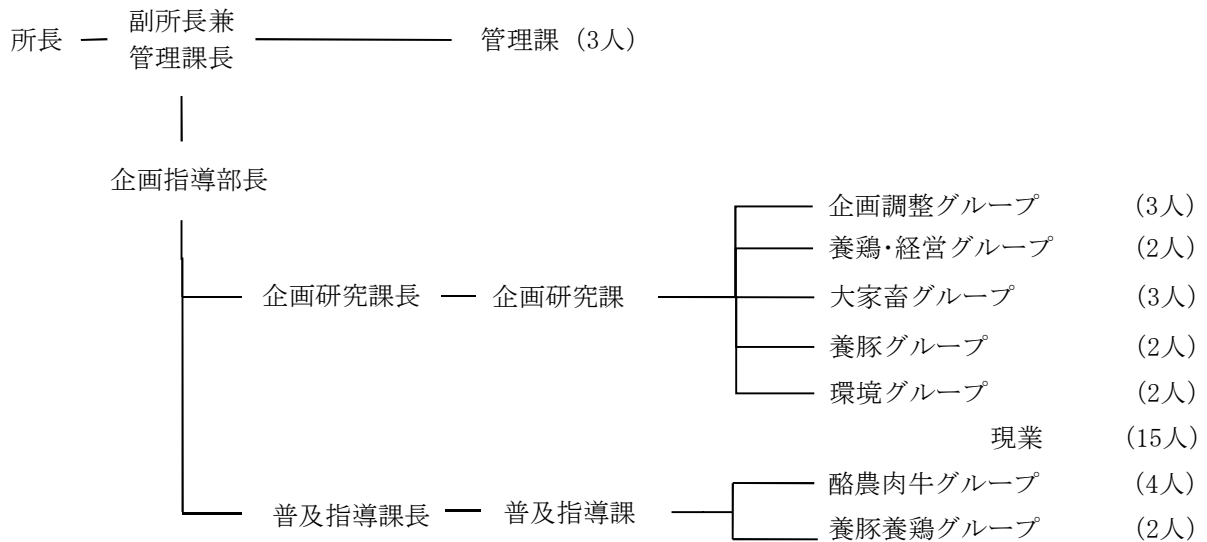 所長
副所長兼
管理課長
管理課 (3人)
企画指導部長
企画調整グループ (3人)
養鶏・経営グループ (2人)
企画研究課長 企画研究課 大家畜グループ (3人)
養豚グループ (2人)
環境グループ (2人)
現業 (15人)
酪農肉牛グループ (4人)
普及指導課長 普及指導課
養豚養鶏グループ (2人)